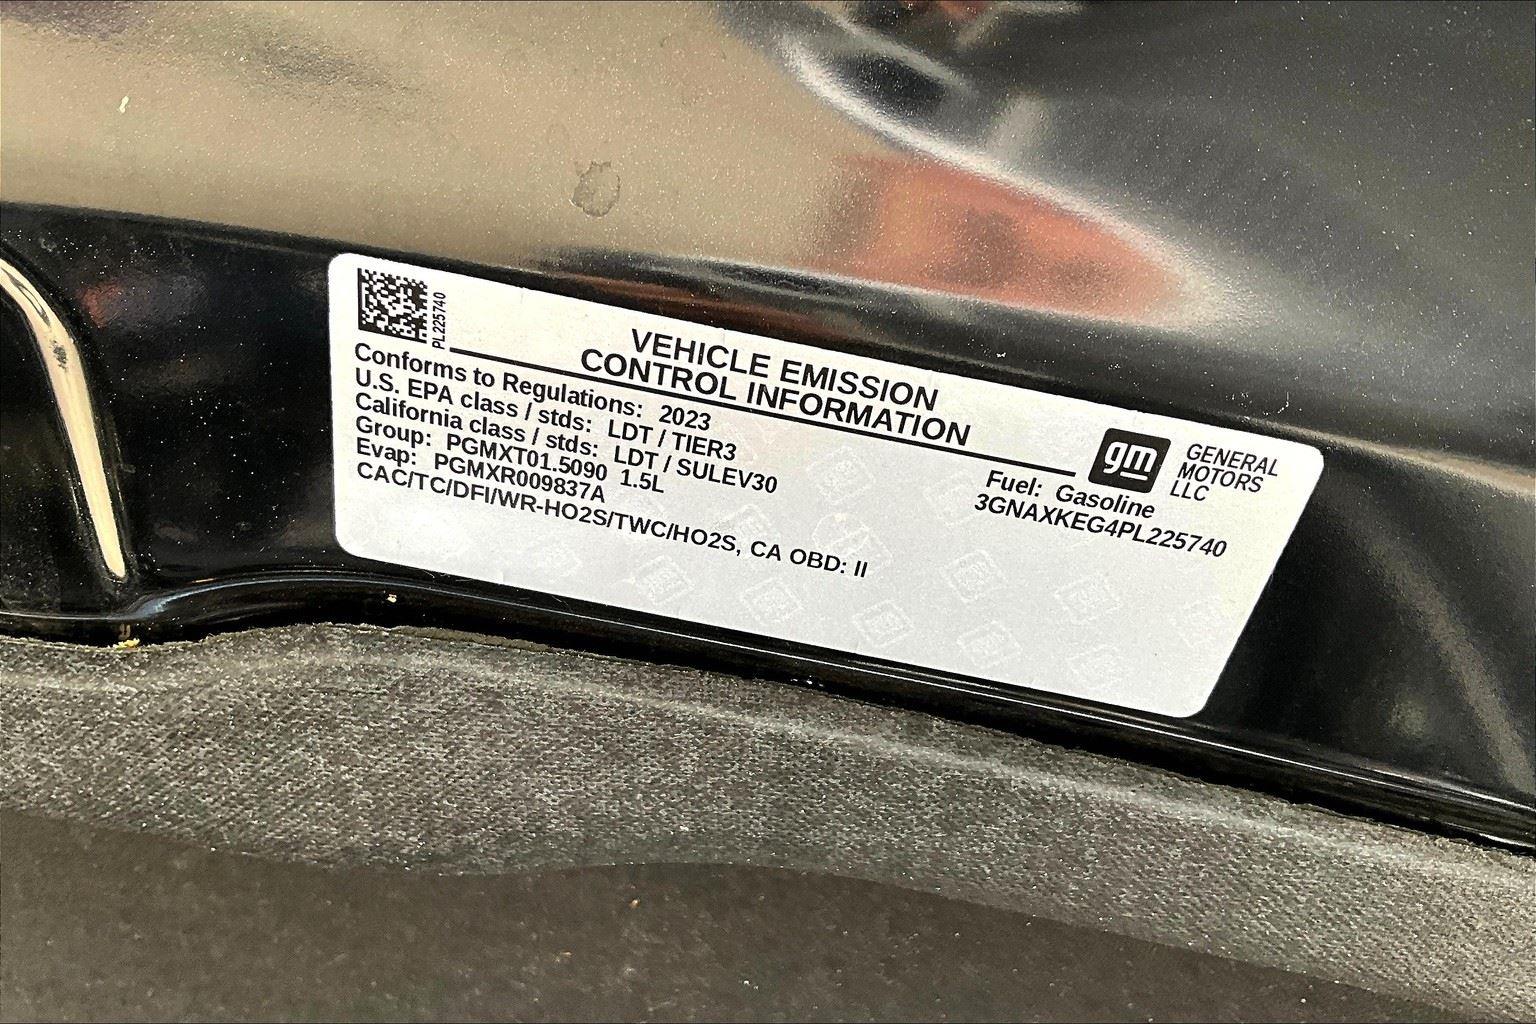 PL225740
VEHICLE EMISSION
CONTROL INFORMATION
gm
GENERAL
MOTORS
LLC
Conforms to Regulations: 2023
U.S. EPA class / stds: LDT / TIER3
California class / stds: LDT / SULEV30
Group: PGMXT01.5090 1.5L
Evap: PGMXR009837A
CAC/TC/DFI/WR-HO2S/TWC/HO2S, CA OBD: II
Fuel: Gasoline
3GNAXKEG4PL225740